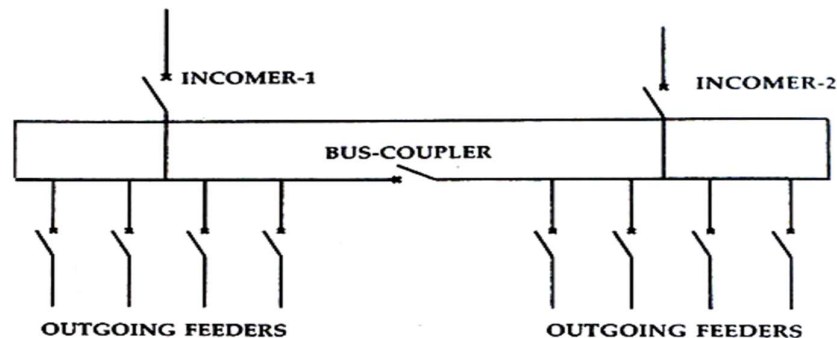 INCOMER-1
INCOMER-2
BUS-COUPLER
OUTGOING FEEDERS
OUTGOING FEEDERS